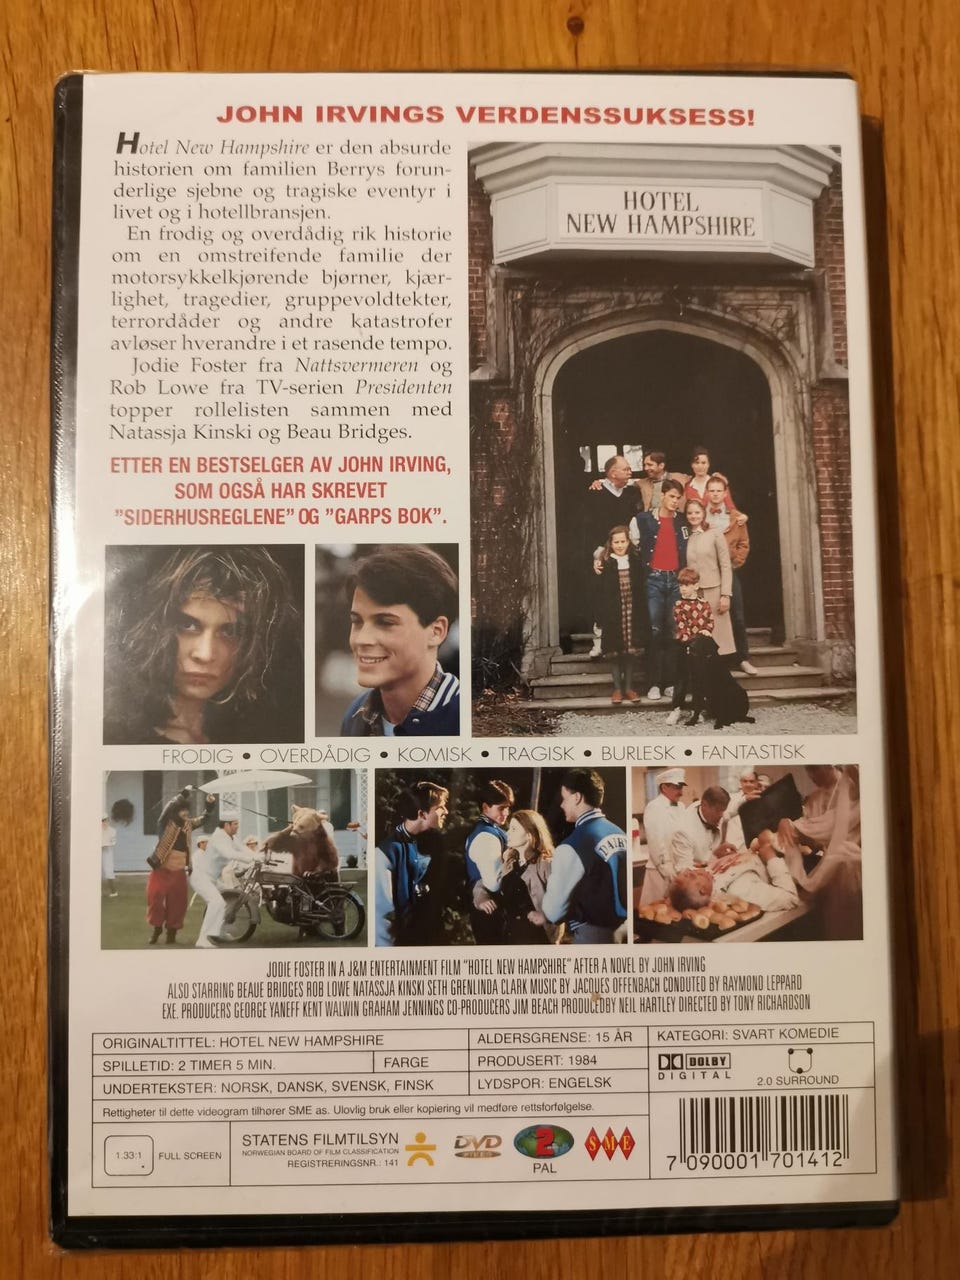 JOHN IRVINGS VERDENSSUKSESS!
Hotel New Hampshire er den absurde
historien om familien Berrys forun-
derlige sjebne og tragiske eventyr i
livet og i hotellbransjen.
En frodig og overdådig rik historie
om en omstreifende familie der
motorsykkelkjørende bjørner, kjær-
lighet, tragedier, gruppevoldtekter,
terrordåder og andre katastrofer
avløser hverandre i et rasende tempo.
Jodie Foster fra Nattsvermeren og
Rob Lowe fra TV-serien Presidenten
topper rollelisten sammen med
Natassja Kinski og Beau Bridges.
ETTER EN BESTSELGER AV JOHN IRVING,
SOM OGSÅ HAR SKREVET
”SIDERHUSREGLENE” OG ”GARPS BOK”.
HOTEL
NEW HAMPSHIRE
FRODIG • OVERDÅDIG • KOMISK • TRAGISK • BURLESK • FANTASTISK
DAIRY
JODIE FOSTER IN A J&M ENTERTAINMENT FILM "HOTEL NEW HAMPSHIRE" AFTER A NOVEL BY JOHN IRVING
ALSO STARRING BEAUE BRIDGES ROB LOWE NATASSJA KINSKI SETH GRENLINDA CLARK MUSIC BY JACQUES OFFENBACH CONDUTED BY RAYMOND LEPPARD
EXE. PRODUCERS GEORGE YANEFF KENT WALWIN GRAHAM JENNINGS CO-PRODUCERS JIM BEACH PRODUCEDBY NEIL HARTLEY DIRECTED BY TONY RICHARDSON
ORIGINALTITTEL: HOTEL NEW HAMPSHIRE
ALDERSGRENSE: 15 ÅR
KATEGORI: SVART KOMEDIE
SPILLETID: 2 TIMER 5 MIN.
FARGE
PRODUSERT: 1984
DOLBY
DIGITAL
2.0 SURROUND
UNDERTEKSTER: NORSK, DANSK, SVENSK, FINSK
LYDSPOR: ENGELSK
Rettigheter til dette videogram tilhører SME as. Ulovlig bruk eller kopiering vil medføre rettsforfølgelse.
1.33:1
FULL SCREEN
STATENS FILMTILSYN
NORWEGIAN BOARD OF FILM CLASSIFICATION
REGISTRERINGSNR.: 141
DVD
VIDEO
2
PAL
SME
7 090001 701412